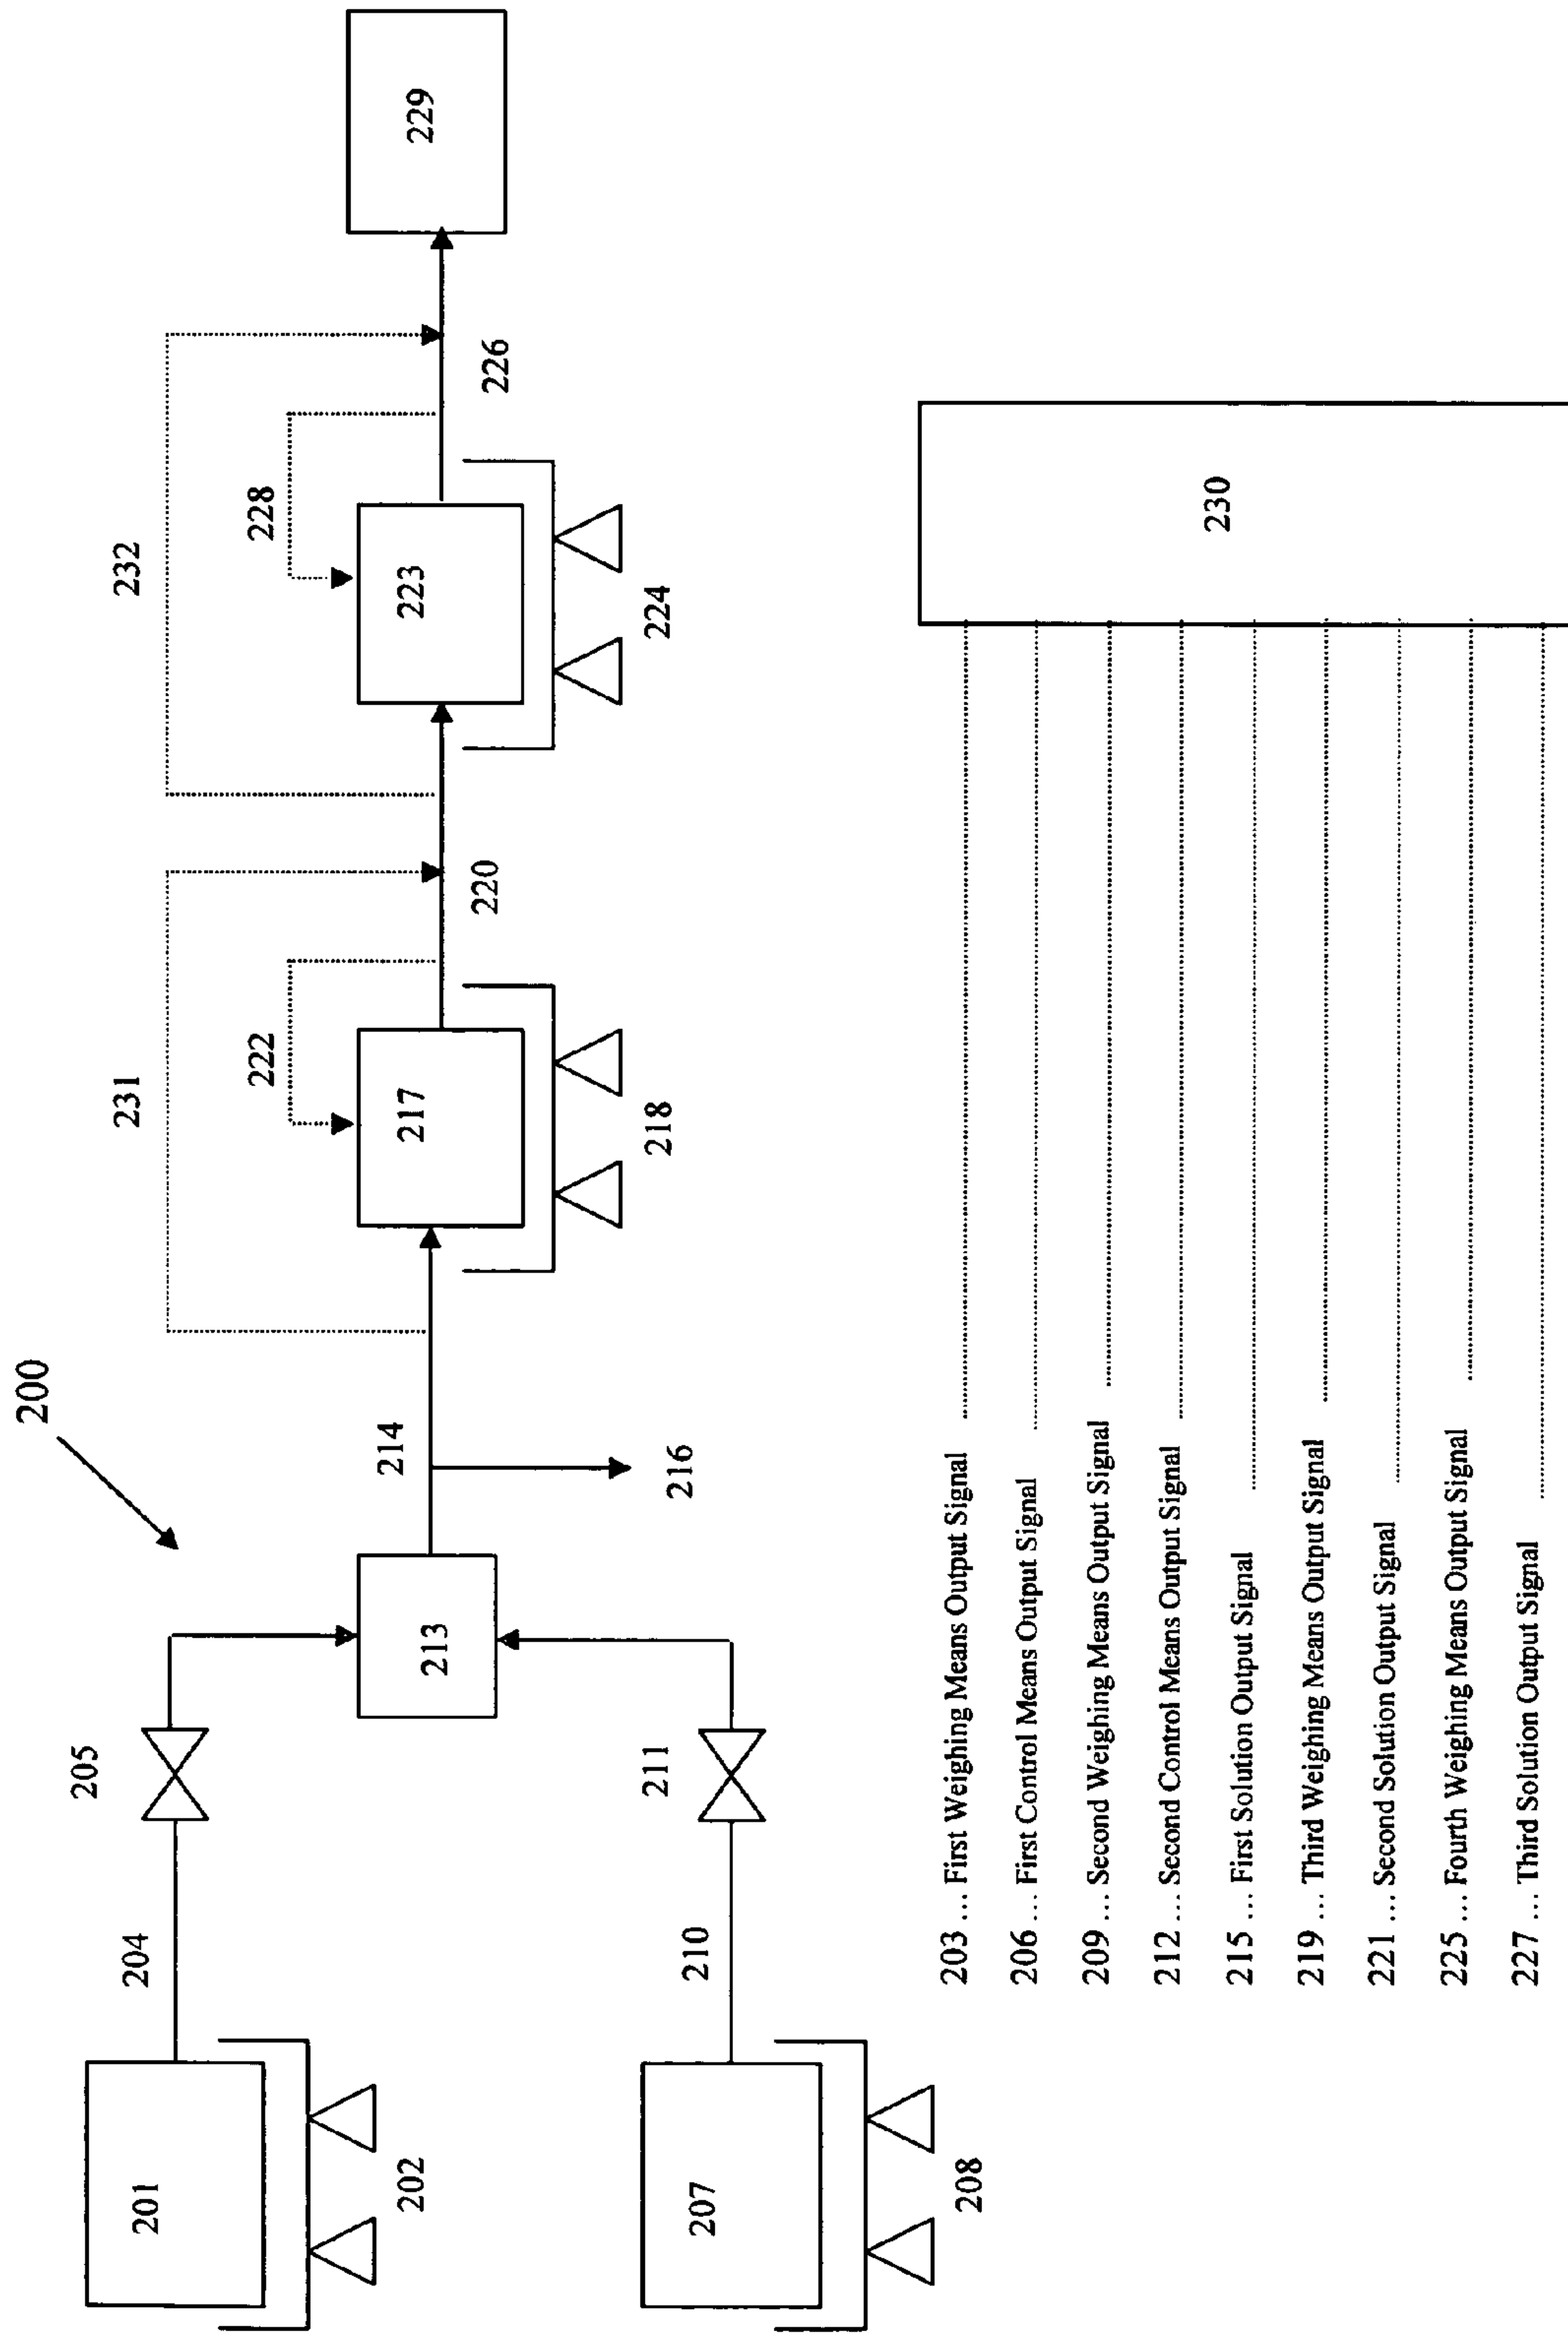 200
201
202
204
205
207
208
210
211
213
214
216
231
222
217
218
220
232
228
223
224
226
229
203 ... First Weighing Means Output Signal
206 ... First Control Means Output Signal
209 ... Second Weighing Means Output Signal
212 ... Second Control Means Output Signal
215 ... First Solution Output Signal
219 ... Third Weighing Means Output Signal
221 ... Second Solution Output Signal
225 ... Fourth Weighing Means Output Signal
227 ... Third Solution Output Signal
230